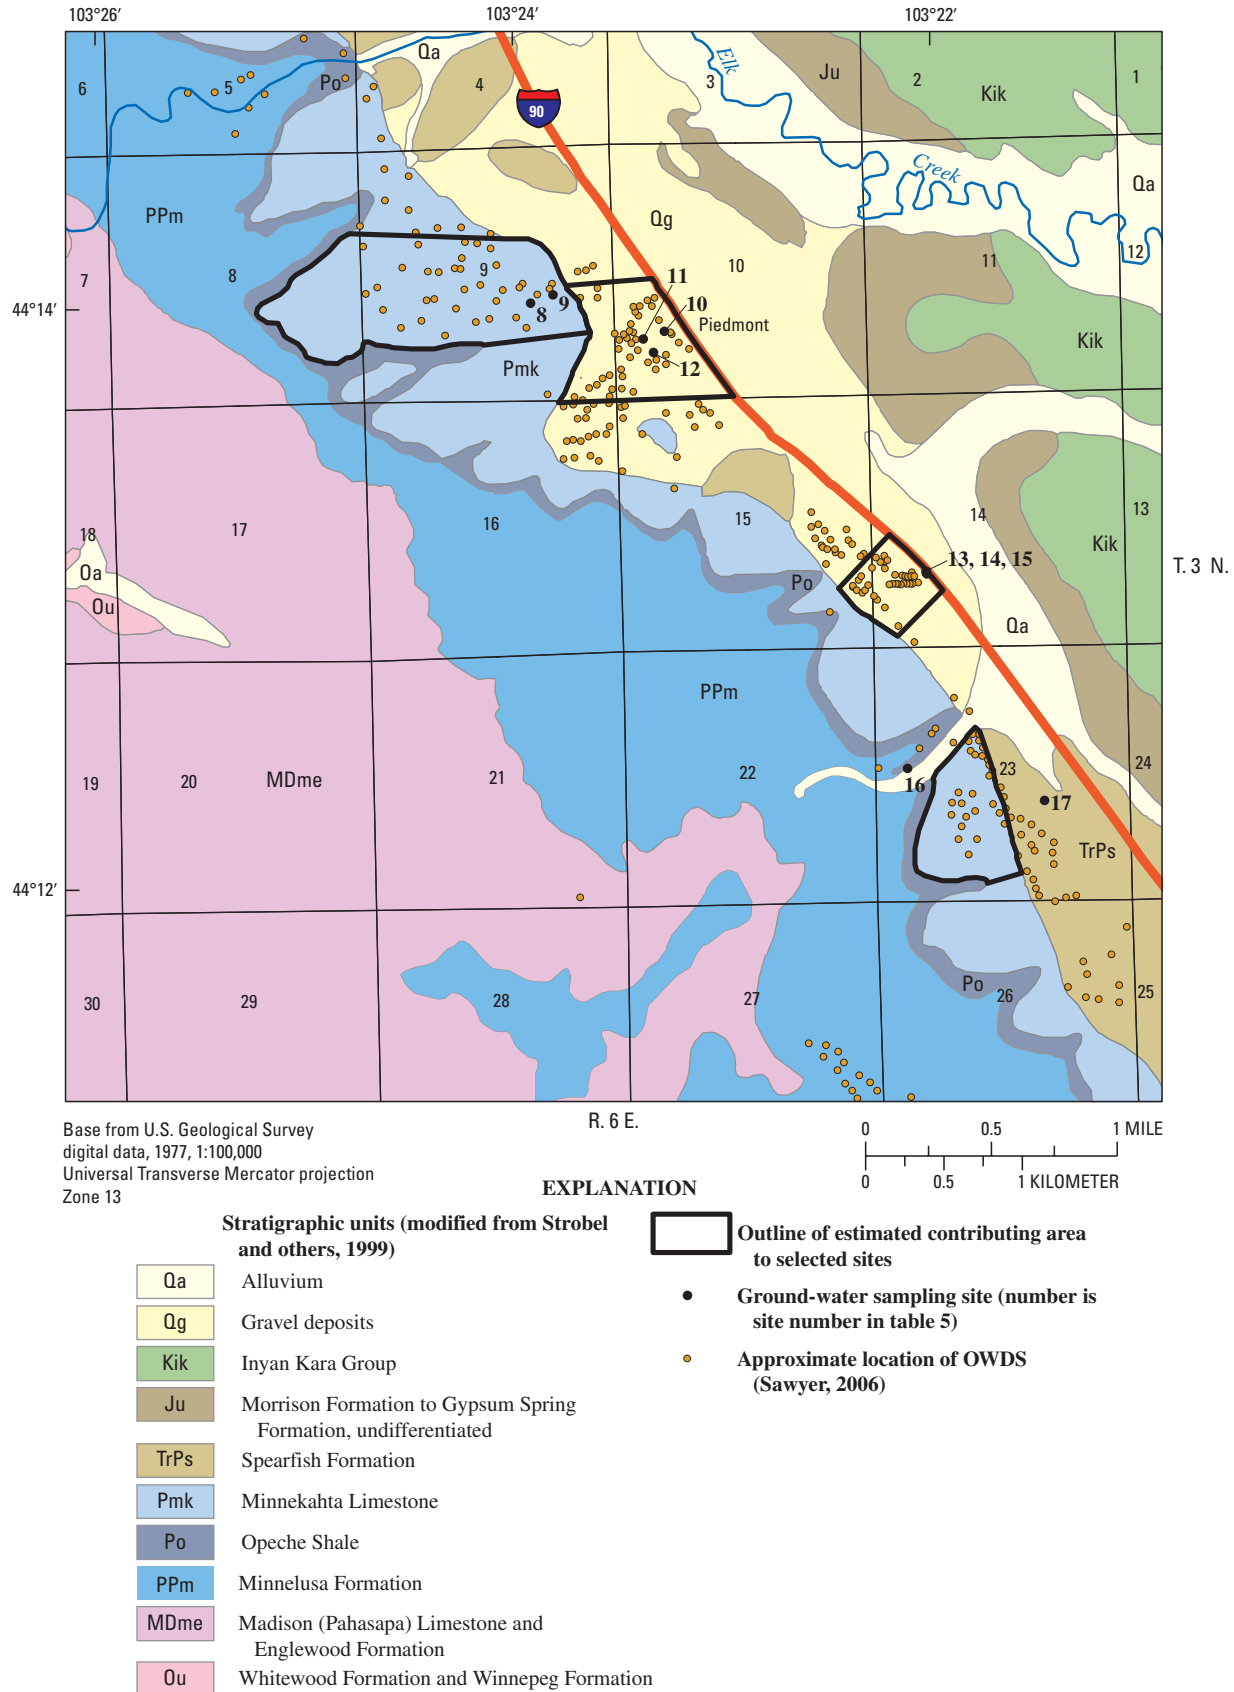 103°26′
103°24′
103°22′
6
5
Po
Qa
4
90
3
Elk
Ju
2
Kik
1
Creek
Qa
PPm
Qg
12
7
8
9
10
11
44°14′
8
9
11
10
Piedmont
Kik
12
Pmk
18
17
16
15
14
13
Kik
13, 14, 15
T. 3 N.
Oa
Ou
Po
Qa
PPm
19
20
MDme
21
22
16
23
17
24
TrPs
44°12′
30
29
28
27
Po
26
25
R. 6 E.
Base from U.S. Geological Survey
digital data, 1977, 1:100,000
Universal Transverse Mercator projection
Zone 13
0 0.5 1 MILE
0 0.5 1 KILOMETER
EXPLANATION
Stratigraphic units (modified from Strobel
and others, 1999)
Qa Alluvium
Qg Gravel deposits
Kik Inyan Kara Group
Ju Morrison Formation to Gypsum Spring
Formation, undifferentiated
TrPs Spearfish Formation
Pmk Minnekahta Limestone
Po Opeche Shale
PPm Minnelusa Formation
MDme Madison (Pahasapa) Limestone and
Englewood Formation
Ou Whitewood Formation and Winnepeg Formation
Outline of estimated contributing area
to selected sites
Ground-water sampling site (number is
site number in table 5)
Approximate location of OWDS
(Sawyer, 2006)